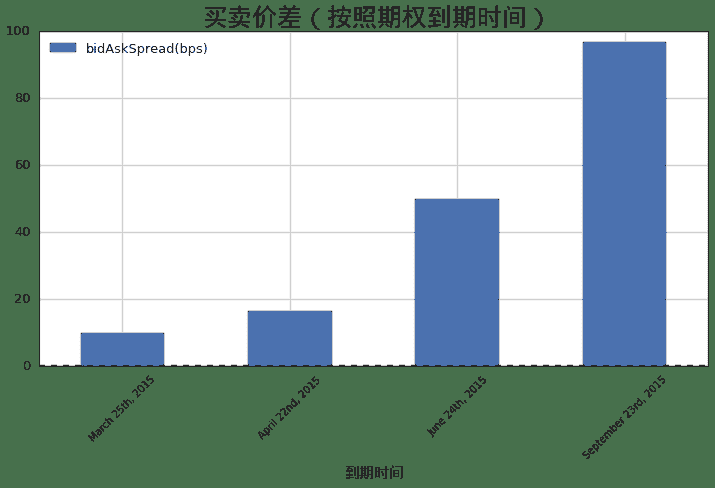 买卖价差（按照期权到期时间）
bidAskSpread(bps)
100
80
60
40
20
0
March 25th, 2015
April 22nd, 2015
June 24th, 2015
September 23rd, 2015
到期时间